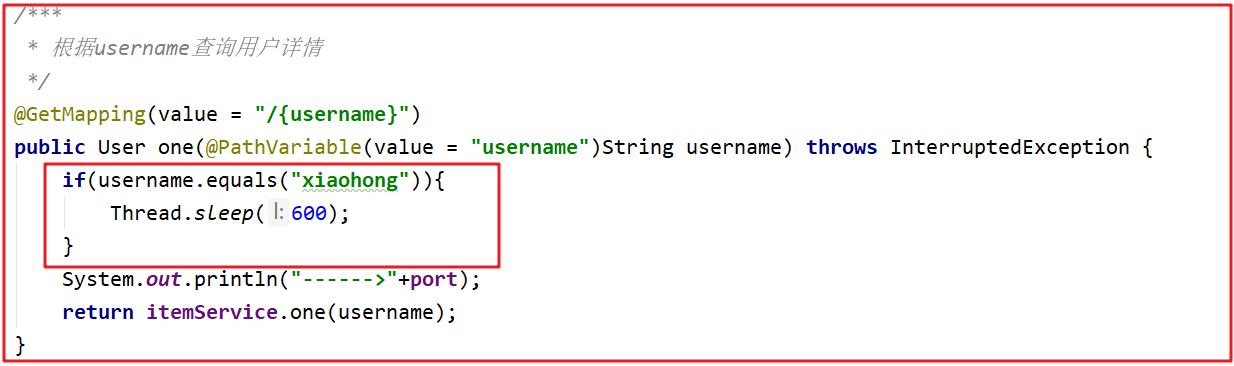 /***
 * 根据username查询用户详情
 */
@GetMapping(value = "/{username}")
public User one(@PathVariable(value = "username")String username) throws InterruptedException {
    if(username.equals("xiaohong")){
        Thread.sleep( l: 600);
    }
    System.out.println("------>"+port);
    return itemService.one(username);
}